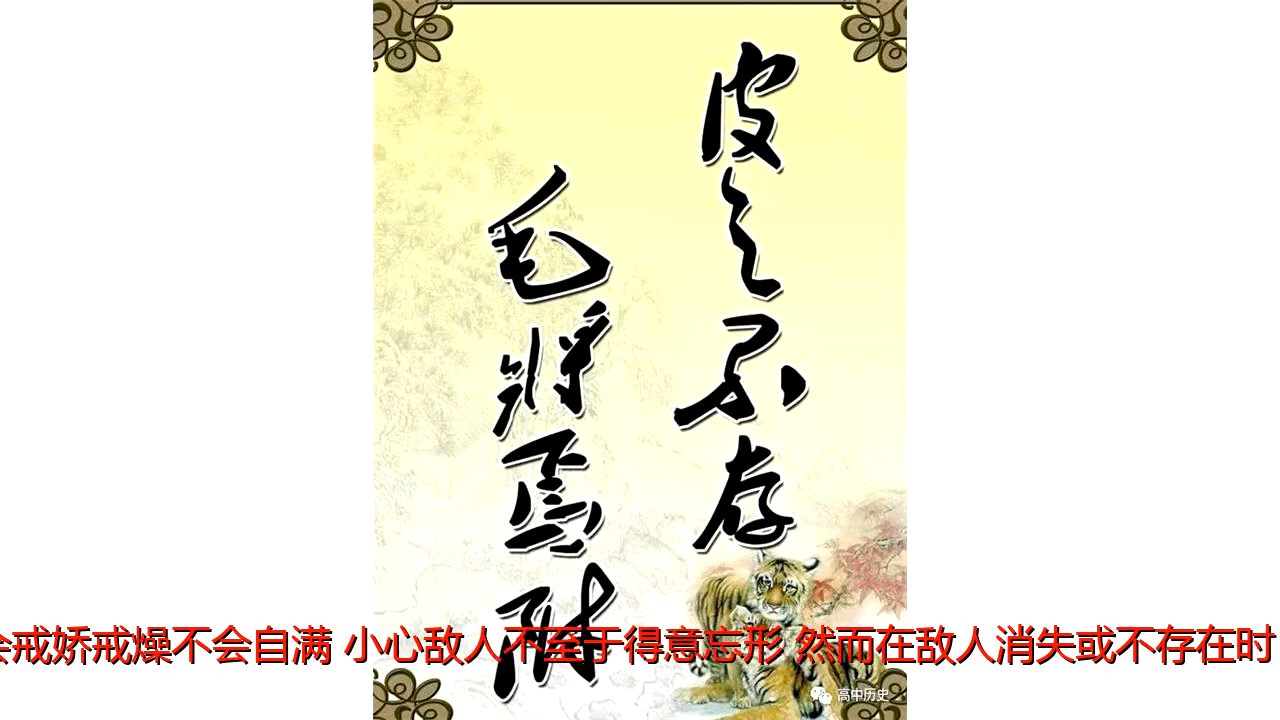 皮之不存
毛将焉附
会戒娇戒燥不会自满 小心敌人不至于得意忘形 然而在敌人消失或不存在时
高中历史